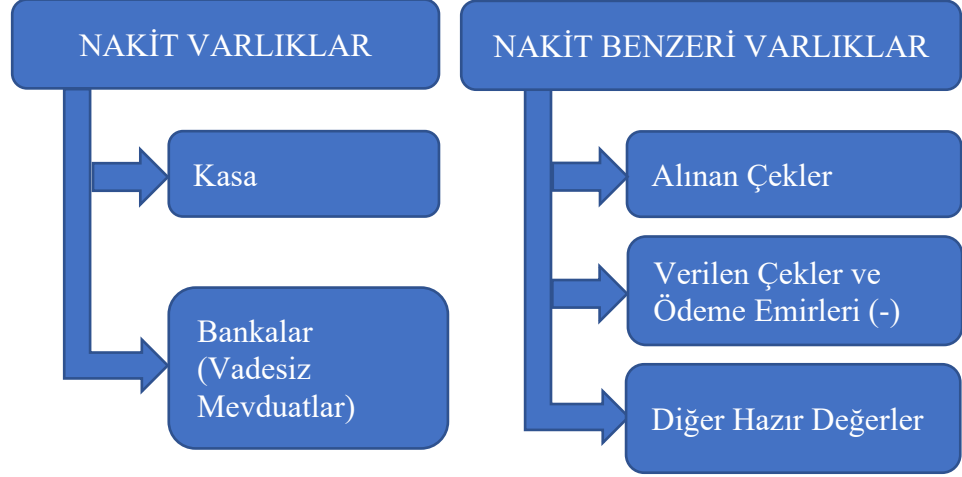 NAKİT VARLIKLAR
Kasa
Bankalar
(Vadesiz
Mevduatlar)
NAKİT BENZERİ VARLIKLAR
Alınan Çekler
Verilen Çekler ve
Ödeme Emirleri (-)
Diğer Hazır Değerler